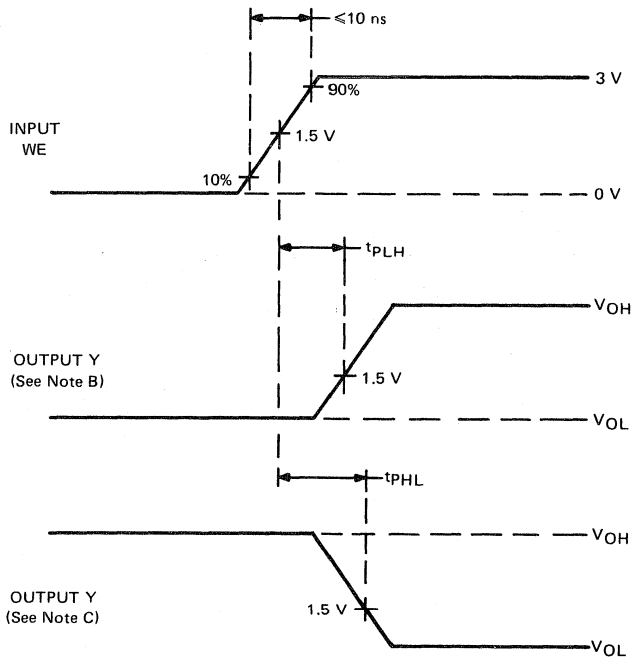 ≤10 ns
3 V
90%
INPUT
WE
1.5 V
10%
0 V
tPLH
VOH
OUTPUT Y
(See Note B)
1.5 V
VOL
tPHL
VOH
OUTPUT Y
(See Note C)
1.5 V
VOL